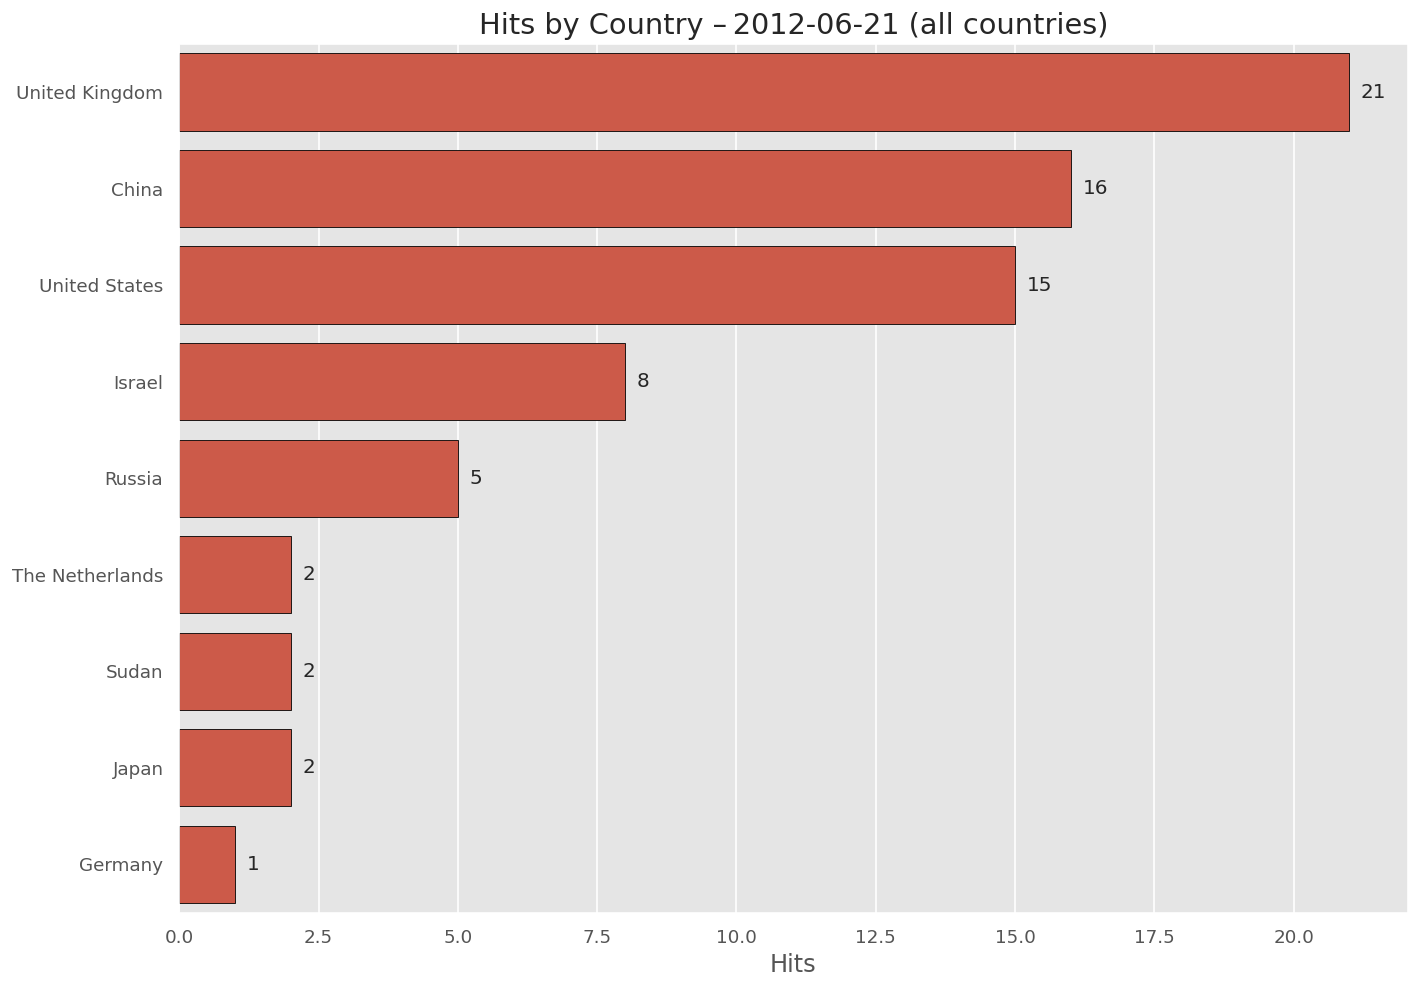 Hits by Country – 2012-06-21 (all countries)
United Kingdom 21
China 16
United States 15
Israel 8
Russia 5
The Netherlands 2
Sudan 2
Japan 2
Germany 1
0.0 2.5 5.0 7.5 10.0 12.5 15.0 17.5 20.0
Hits